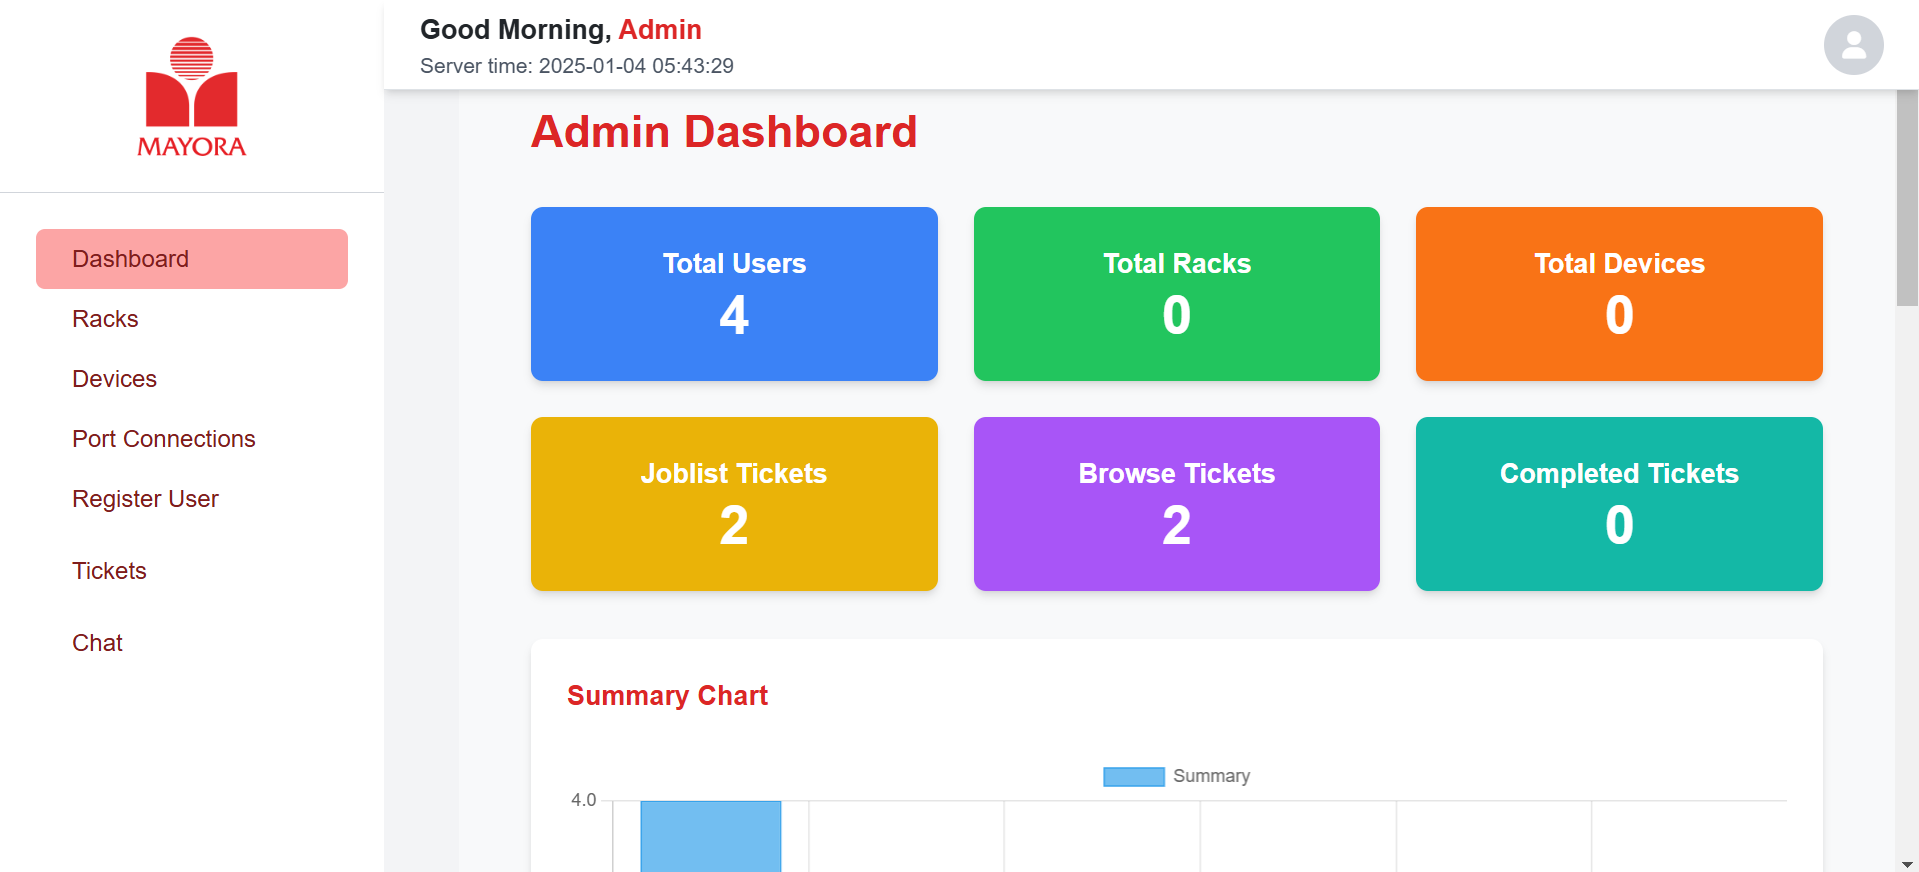 MAYORA
Dashboard
Racks
Devices
Port Connections
Register User
Tickets
Chat
Good Morning, Admin
Server time: 2025-01-04 05:43:29
Admin Dashboard
Total Users
4
Total Racks
0
Total Devices
0
Joblist Tickets
2
Browse Tickets
2
Completed Tickets
0
Summary Chart
Summary
4.0